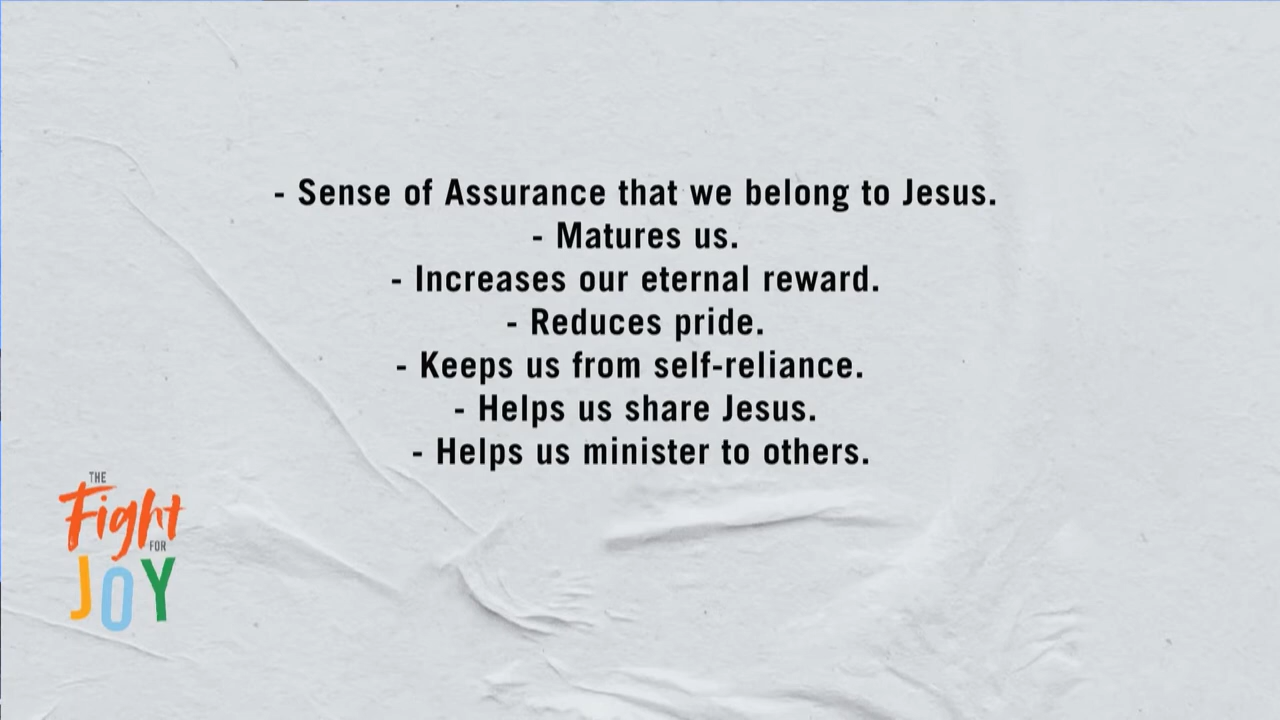 - Sense of Assurance that we belong to Jesus.
- Matures us.
- Increases our eternal reward.
- Reduces pride.
- Keeps us from self-reliance.
- Helps us share Jesus.
- Helps us minister to others.
THE
Fight
FOR
JOY